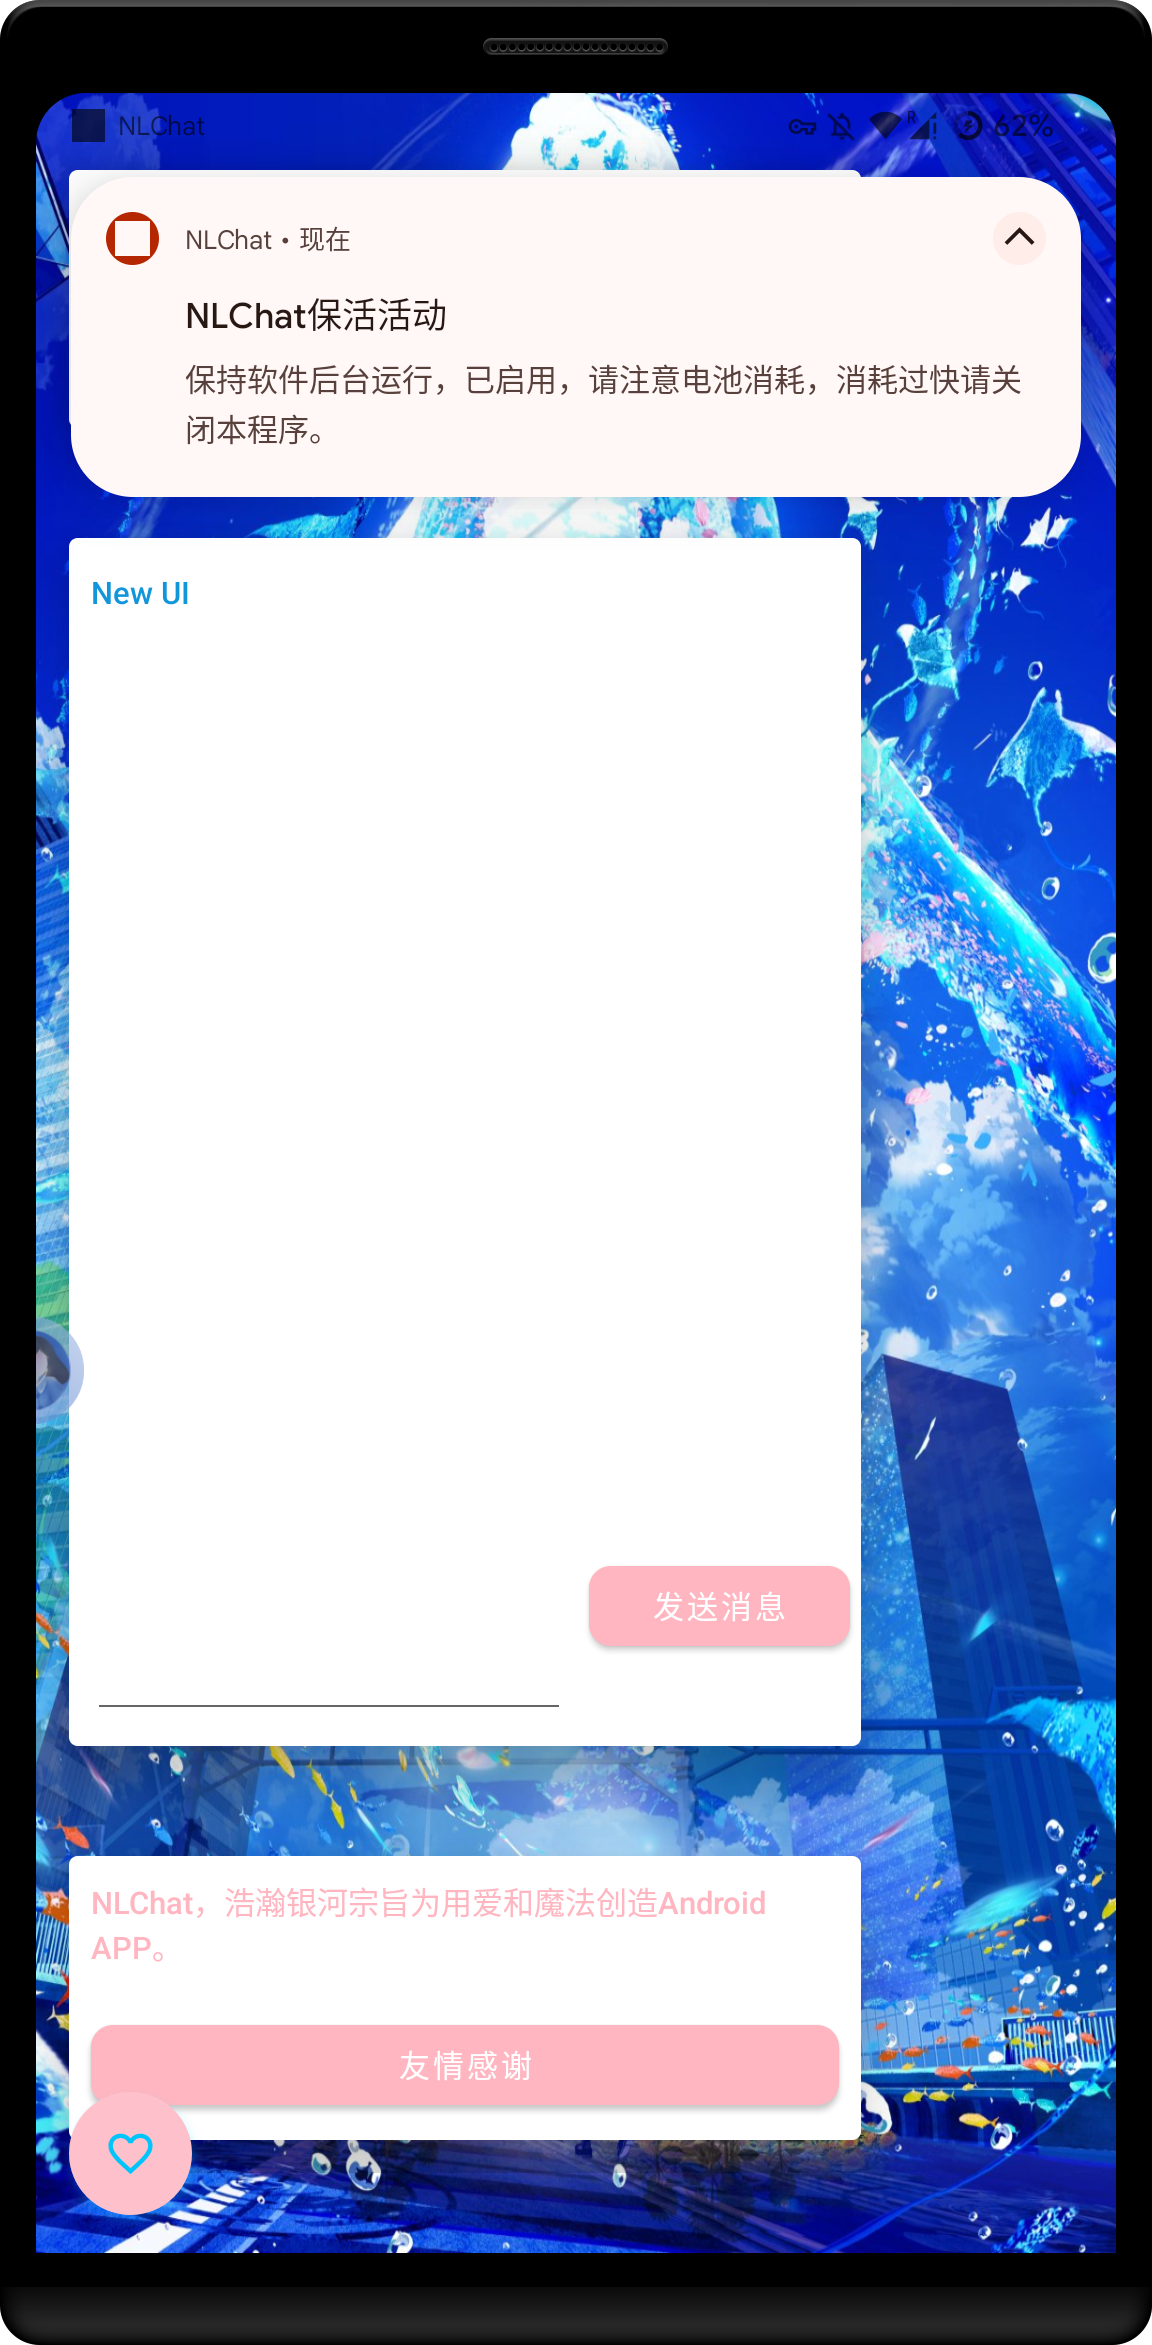 NLChat
62%
NLChat • 现在
NLChat保活活动
保持软件后台运行，已启用，请注意电池消耗，消耗过快请关
闭本程序。
New UI
发送消息
NLChat，浩瀚银河宗旨为用爱和魔法创造Android
APP。
友情感谢